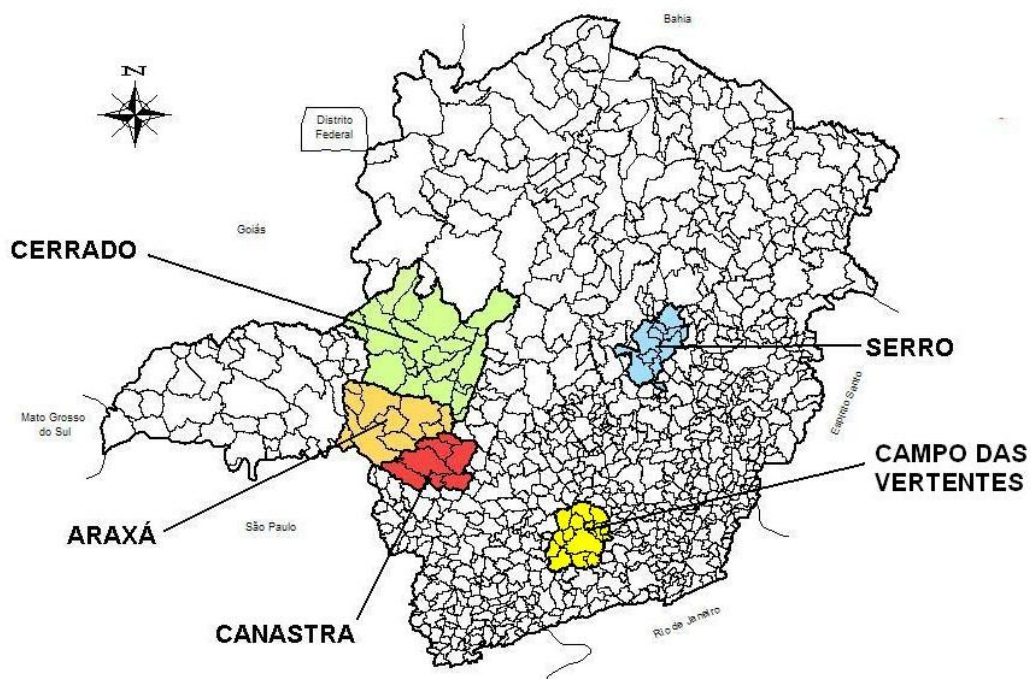 Bahia
N
Distrito
Federal
Goiás
CERRADO
SERRO
Mato Grosso
do Sul
Espírito Santo
CAMPO DAS
VERTENTES
ARAXÁ
São Paulo
CANASTRA
Rio de Janeiro